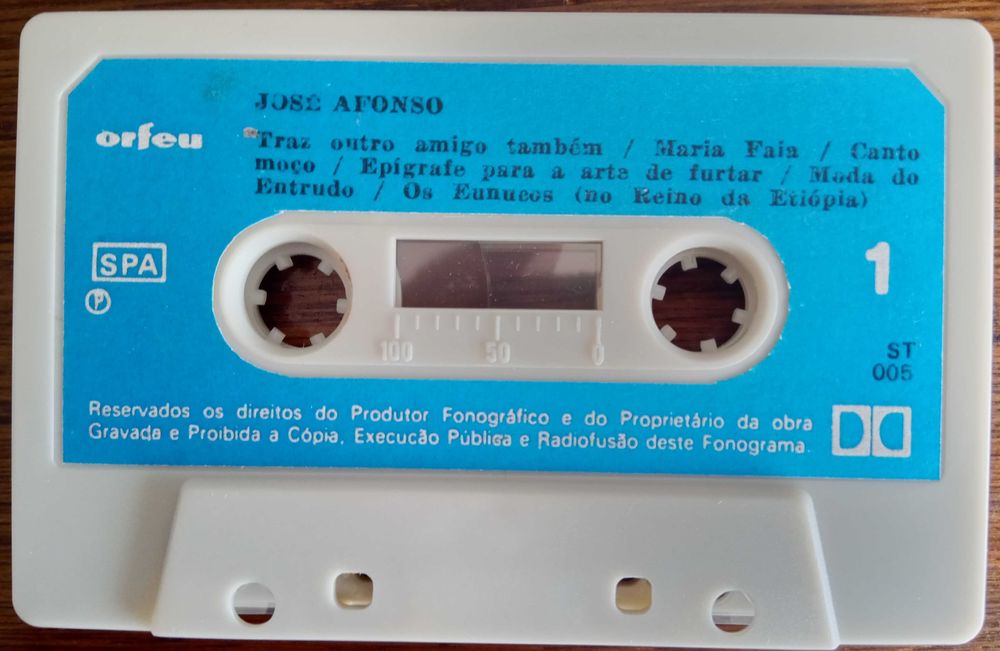 JOSÉ AFONSO
orfeu
"Traz outro amigo também / Maria Faia / Canto
moço / Epígrafe para a arte de furtar / Moda do
Entrudo / Os Eunucos (no Reino da Etiópia)
SPA
P
1
100 50 0
ST
005
Reservados os direitos do Produtor Fonográfico e do Proprietário da obra
Gravada e Proibida a Cópia, Execucão Pública e Radiofusão deste Fonograma.